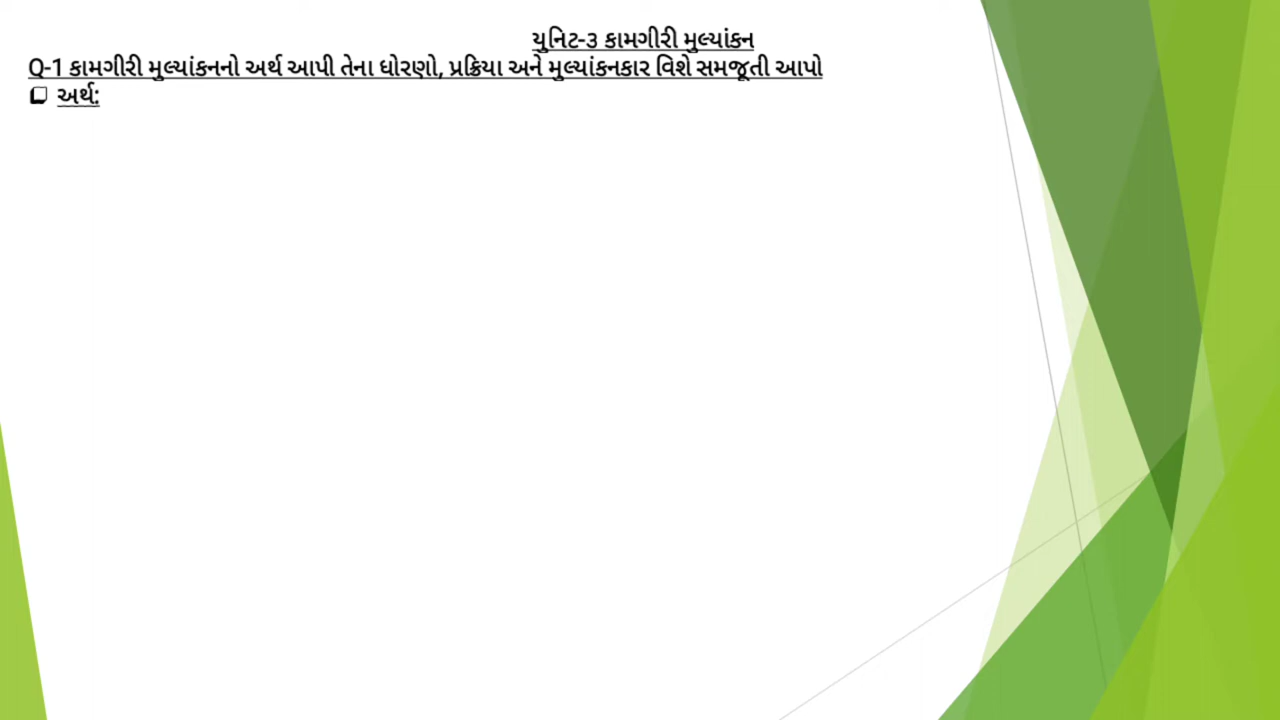 યુનિટ-૩ કામગીરી મુલ્યાંકન
Q-1 કામગીરી મુલ્યાંકનનો અર્થ આપી તેના ધોરણો, પ્રક્રિયા અને મુલ્યાંકનકાર વિશે સમજૂતી આપો
❑ અર્થ: